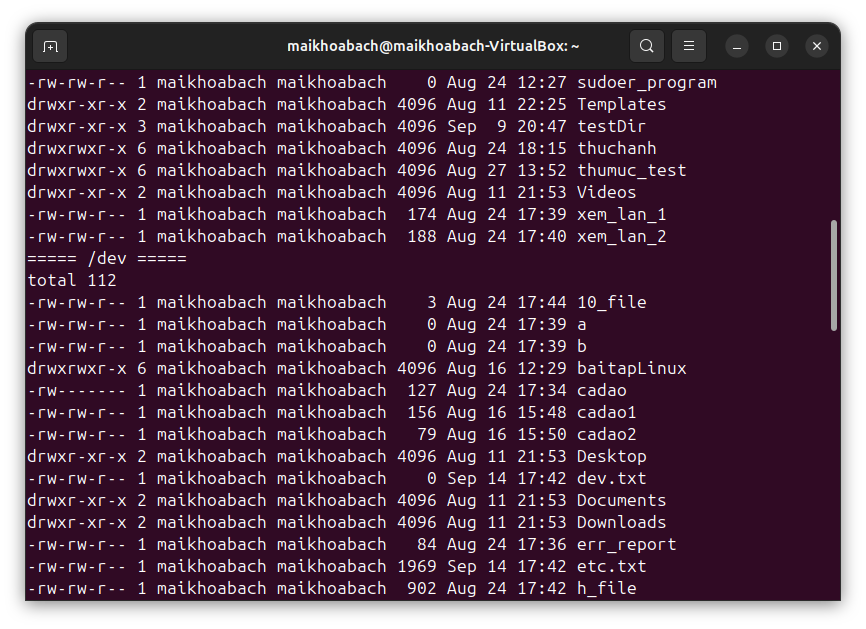 maikhoabach@maikhoabach-VirtualBox: ~
-rw-rw-r-- 1 maikhoabach maikhoabach    0 Aug 24 12:27 sudoer_program
drwxr-xr-x 2 maikhoabach maikhoabach 4096 Aug 11 22:25 Templates
drwxr-xr-x 3 maikhoabach maikhoabach 4096 Sep  9 20:47 testDir
drwxrwxr-x 6 maikhoabach maikhoabach 4096 Aug 24 18:15 thuchanh
drwxrwxr-x 6 maikhoabach maikhoabach 4096 Aug 27 13:52 thumuc_test
drwxr-xr-x 2 maikhoabach maikhoabach 4096 Aug 11 21:53 Videos
-rw-rw-r-- 1 maikhoabach maikhoabach  174 Aug 24 17:39 xem_lan_1
-rw-rw-r-- 1 maikhoabach maikhoabach  188 Aug 24 17:40 xem_lan_2
===== /dev =====
total 112
-rw-rw-r-- 1 maikhoabach maikhoabach    3 Aug 24 17:44 10_file
-rw-rw-r-- 1 maikhoabach maikhoabach    0 Aug 24 17:39 a
-rw-rw-r-- 1 maikhoabach maikhoabach    0 Aug 24 17:39 b
drwxrwxr-x 6 maikhoabach maikhoabach 4096 Aug 16 12:29 baitapLinux
-rw------- 1 maikhoabach maikhoabach  127 Aug 24 17:34 cadao
-rw-rw-r-- 1 maikhoabach maikhoabach  156 Aug 16 15:48 cadao1
-rw-rw-r-- 1 maikhoabach maikhoabach   79 Aug 16 15:50 cadao2
drwxr-xr-x 2 maikhoabach maikhoabach 4096 Aug 11 21:53 Desktop
-rw-rw-r-- 1 maikhoabach maikhoabach    0 Sep 14 17:42 dev.txt
drwxr-xr-x 2 maikhoabach maikhoabach 4096 Aug 11 21:53 Documents
drwxr-xr-x 2 maikhoabach maikhoabach 4096 Aug 11 21:53 Downloads
-rw-rw-r-- 1 maikhoabach maikhoabach   84 Aug 24 17:36 err_report
-rw-rw-r-- 1 maikhoabach maikhoabach 1969 Sep 14 17:42 etc.txt
-rw-rw-r-- 1 maikhoabach maikhoabach  902 Aug 24 17:42 h_file